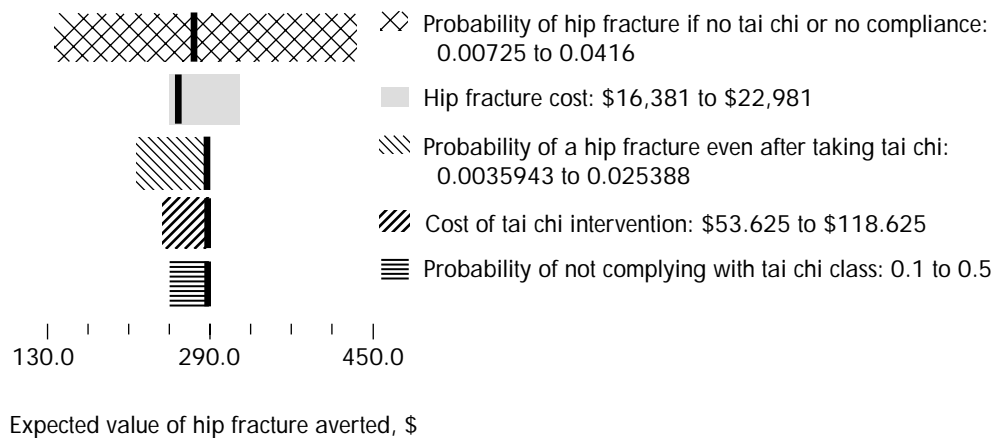 Probability of hip fracture if no tai chi or no compliance:
0.00725 to 0.0416
Hip fracture cost: $16,381 to $22,981
Probability of a hip fracture even after taking tai chi:
0.0035943 to 0.025388
Cost of tai chi intervention: $53.625 to $118.625
Probability of not complying with tai chi class: 0.1 to 0.5
130.0 290.0 450.0
Expected value of hip fracture averted, $